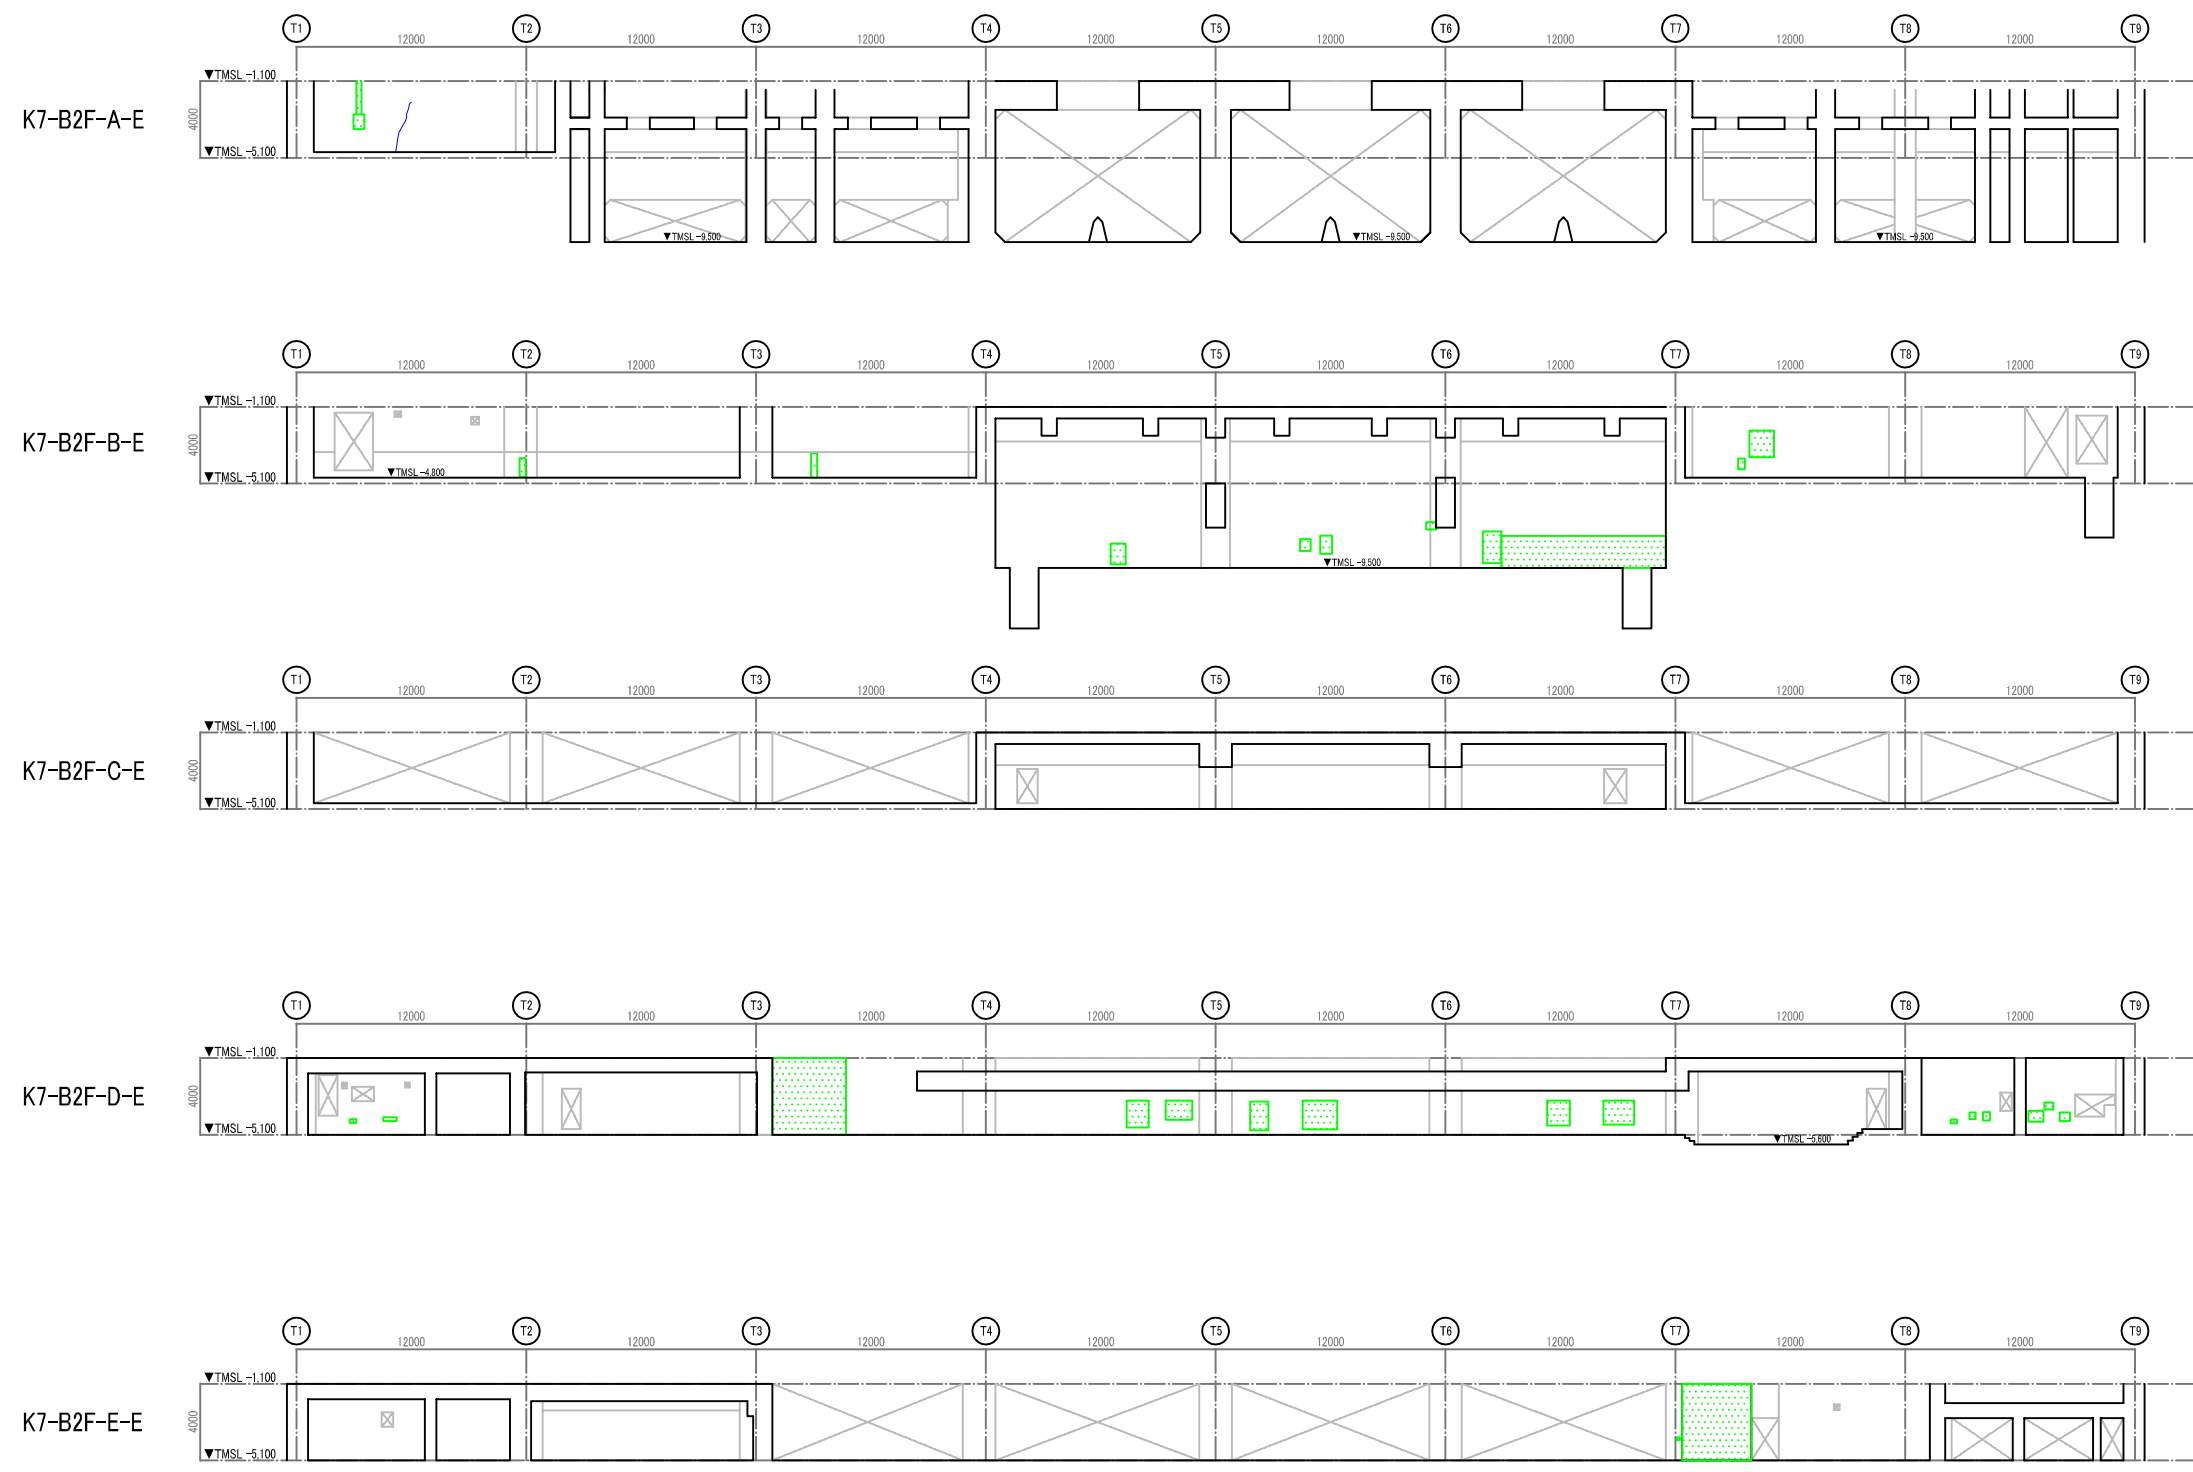 T1 T2 T3 T4 T5 T6 T7 T8 T9
12000 12000 12000 12000 12000 12000 12000 12000
▼TMSL -1,100
K7-B2F-A-E
4000
▼TMSL -5,100
▼TMSL -9,500 ▼TMSL -9,500 ▼TMSL -9,500
T1 T2 T3 T4 T5 T6 T7 T8 T9
12000 12000 12000 12000 12000 12000 12000 12000
▼TMSL -1,100
K7-B2F-B-E
4000
▼TMSL -5,100
▼TMSL -4,800
▼TMSL -9,500
T1 T2 T3 T4 T5 T6 T7 T8 T9
12000 12000 12000 12000 12000 12000 12000 12000
▼TMSL -1,100
K7-B2F-C-E
4000
▼TMSL -5,100
T1 T2 T3 T4 T5 T6 T7 T8 T9
12000 12000 12000 12000 12000 12000 12000 12000
▼TMSL -1,100
K7-B2F-D-E
4000
▼TMSL -5,100
▼TMSL -5,600
T1 T2 T3 T4 T5 T6 T7 T8 T9
12000 12000 12000 12000 12000 12000 12000 12000
▼TMSL -1,100
K7-B2F-E-E
4000
▼TMSL -5,100